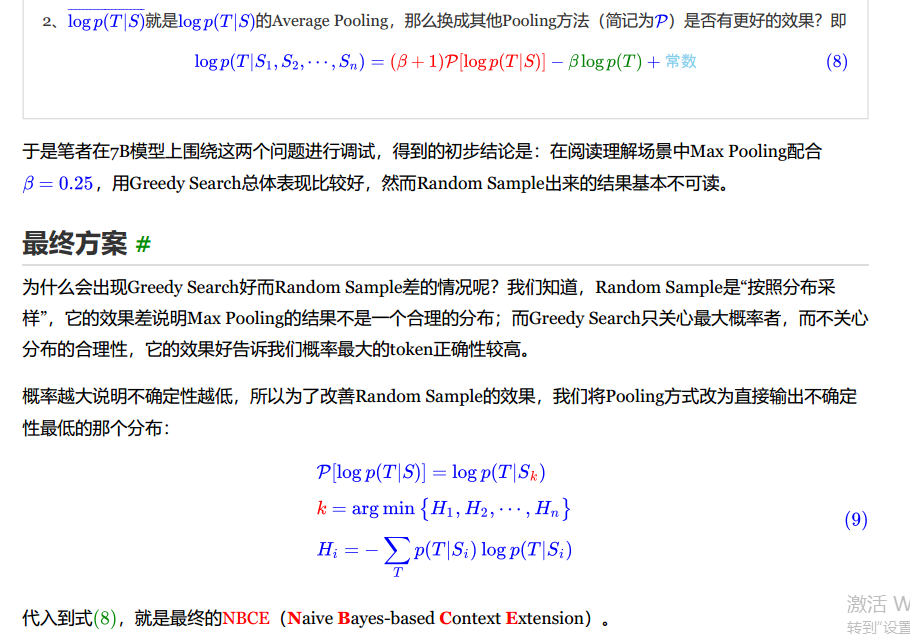 2、$\overline{\log p(T|S)}$就是$\log p(T|S)$的Average Pooling，那么换成其他Pooling方法（简记为$\mathcal{P}$）是否有更好的效果？即
$\log p(T|S_1, S_2, \cdots, S_n) = (\beta + 1)\mathcal{P}[\log p(T|S)] - \beta \log p(T) + 常数$ (8)
于是笔者在7B模型上围绕这两个问题进行调试，得到的初步结论是：在阅读理解场景中Max Pooling配合
$\beta = 0.25$，用Greedy Search总体表现比较好，然而Random Sample出来的结果基本不可读。
最终方案 #
为什么会出现Greedy Search好而Random Sample差的情况呢？我们知道，Random Sample是“按照分布采
样”，它的效果差说明Max Pooling的结果不是一个合理的分布；而Greedy Search只关心最大概率者，而不关心
分布的合理性，它的效果好告诉我们概率最大的token正确性较高。
概率越大说明不确定性越低，所以为了改善Random Sample的效果，我们将Pooling方式改为直接输出不确定
性最低的那个分布：
$\mathcal{P}[\log p(T|S)] = \log p(T|S_k)$
$k = \arg\min \{H_1, H_2, \cdots, H_n\}$
(9)
$H_i = -\sum_T p(T|S_i) \log p(T|S_i)$
代入到式(8)，就是最终的NBCE（Naive Bayes-based Context Extension）。
激活 W
转到“设置